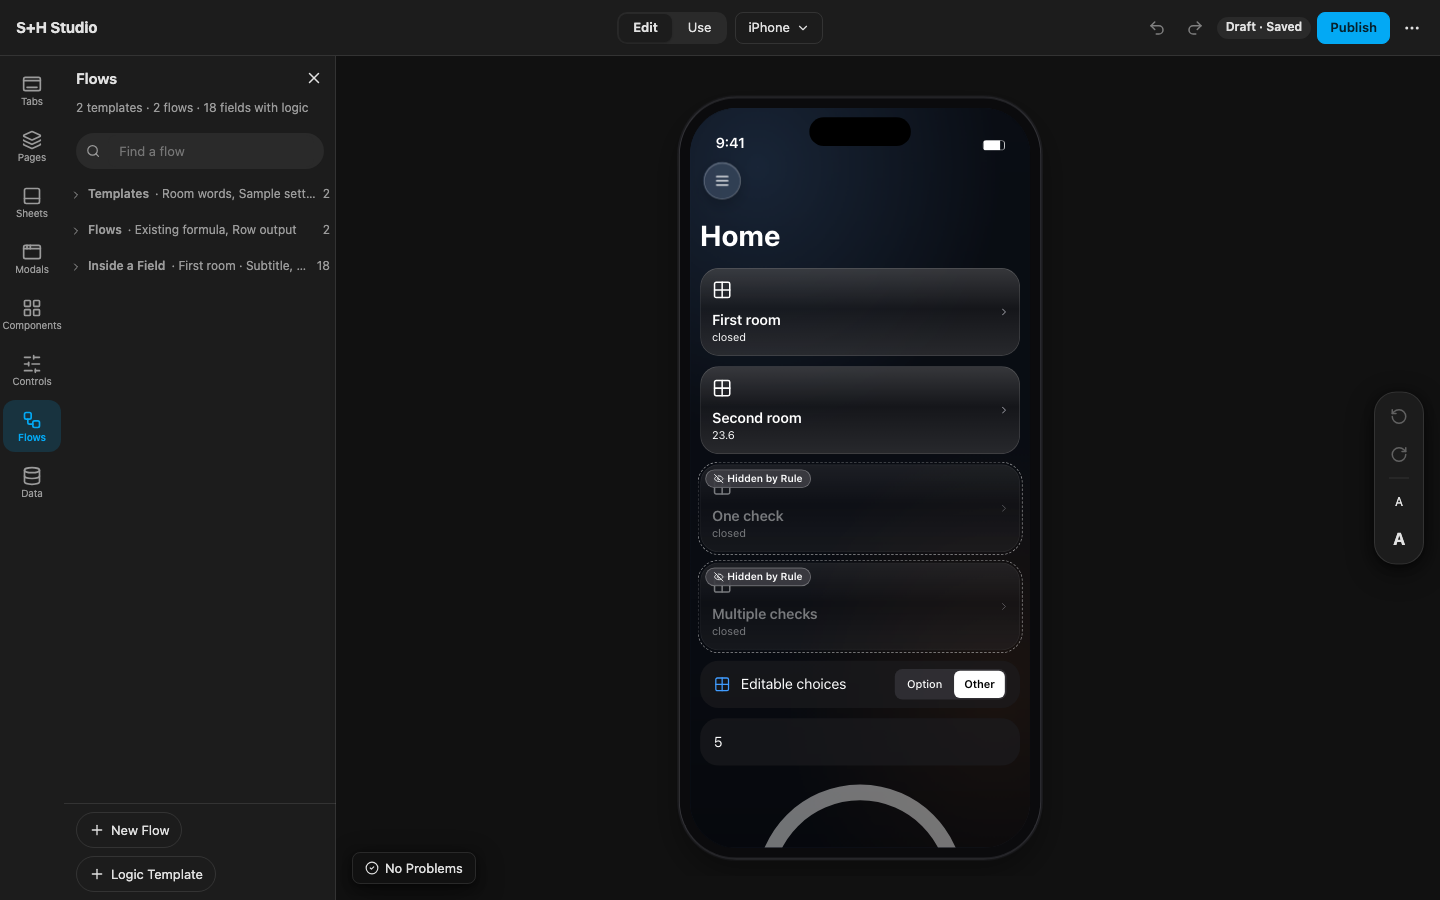 S+H Studio
Edit
Use
iPhone
Draft · Saved
Publish
Tabs
Pages
Sheets
Modals
Components
Controls
Flows
Data
Flows
2 templates · 2 flows · 18 fields with logic
Find a flow
Templates · Room words, Sample sett... 2
Flows · Existing formula, Row output 2
Inside a Field · First room · Subtitle, ... 18
New Flow
Logic Template
No Problems
9:41
Home
First room
closed
Second room
23.6
Hidden by Rule
One check
closed
Hidden by Rule
Multiple checks
closed
Editable choices
Option
Other
5
A
A